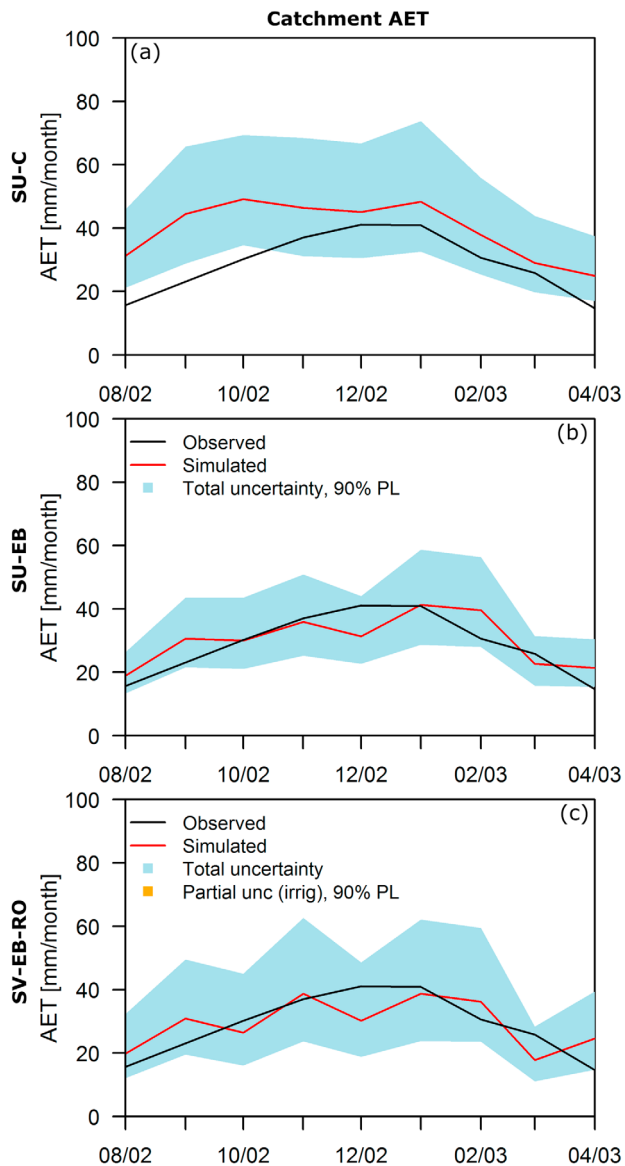 Catchment AET
(a)
SU-C
AET [mm/month]
100
80
60
40
20
0
08/02 10/02 12/02 02/03 04/03
(b)
SU-EB
AET [mm/month]
100
80
60
40
20
0
Observed
Simulated
Total uncertainty, 90% PL
08/02 10/02 12/02 02/03 04/03
(c)
SV-EB-RO
AET [mm/month]
100
80
60
40
20
0
Observed
Simulated
Total uncertainty
Partial unc (irrig), 90% PL
08/02 10/02 12/02 02/03 04/03